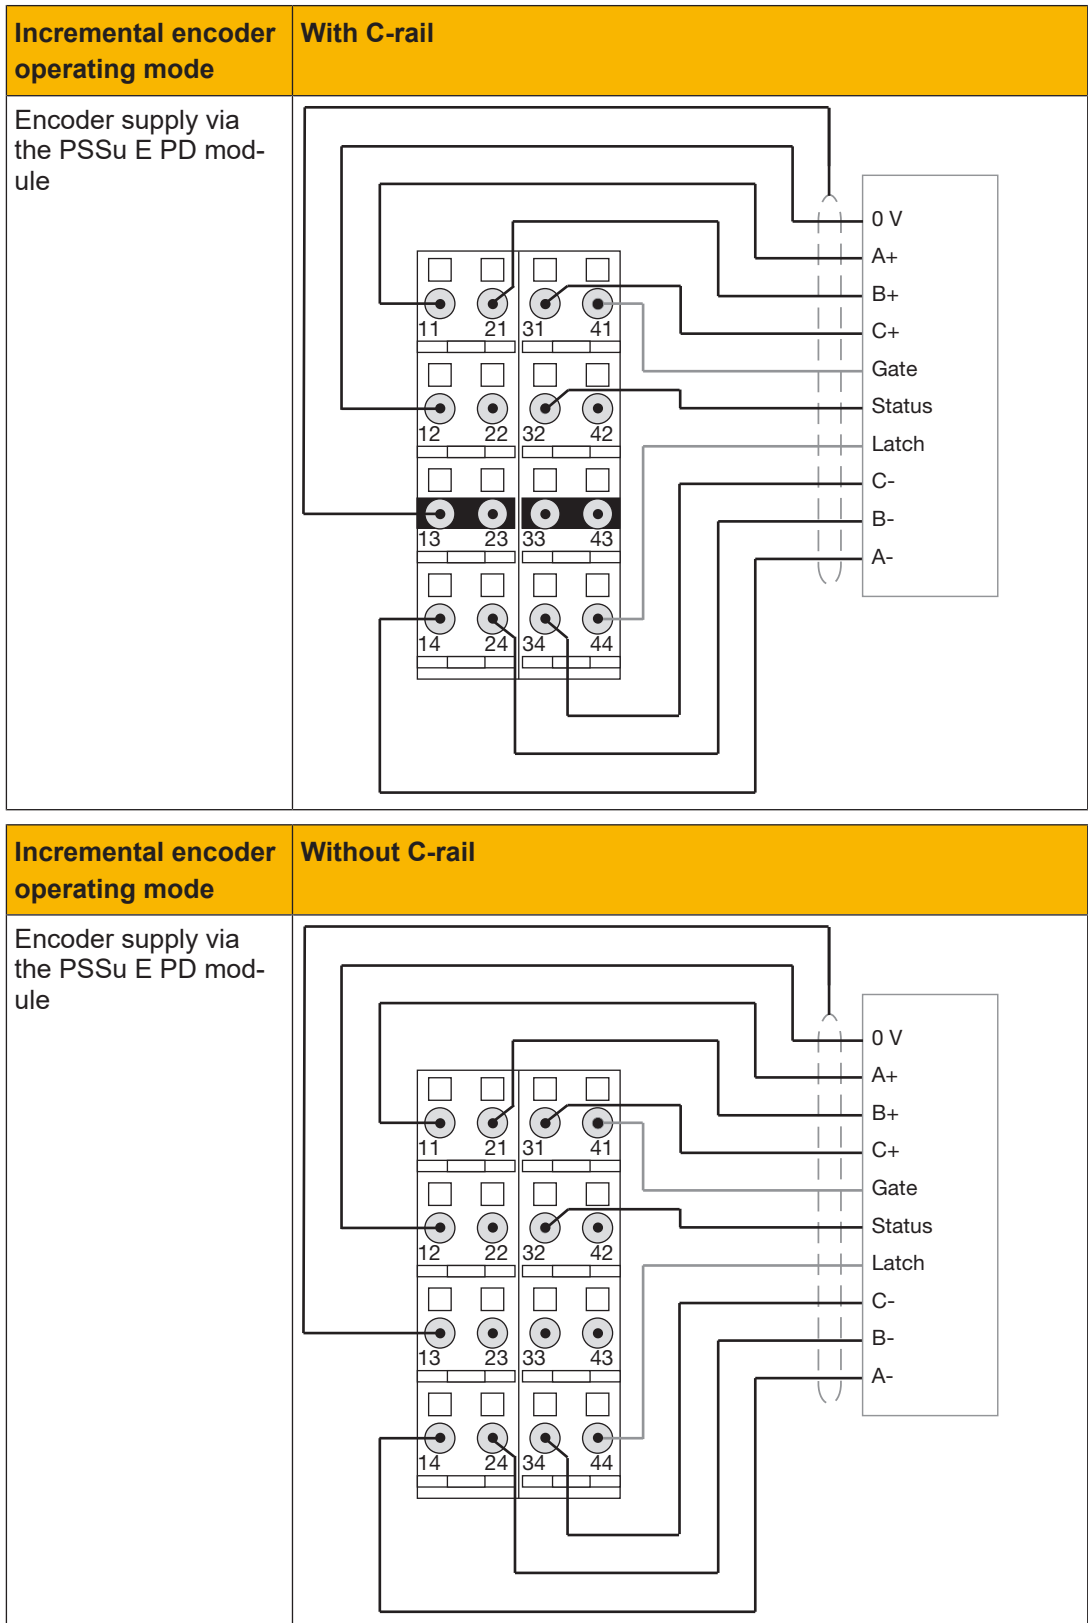 Incremental encoder
operating mode
With C-rail
Encoder supply via
the PSSu E PD mod-
ule
0 V
A+
B+
C+
Gate
Status
Latch
C-
B-
A-
11 21 31 41
12 22 32 42
13 23 33 43
14 24 34 44
Incremental encoder
operating mode
Without C-rail
Encoder supply via
the PSSu E PD mod-
ule
0 V
A+
B+
C+
Gate
Status
Latch
C-
B-
A-
11 21 31 41
12 22 32 42
13 23 33 43
14 24 34 44